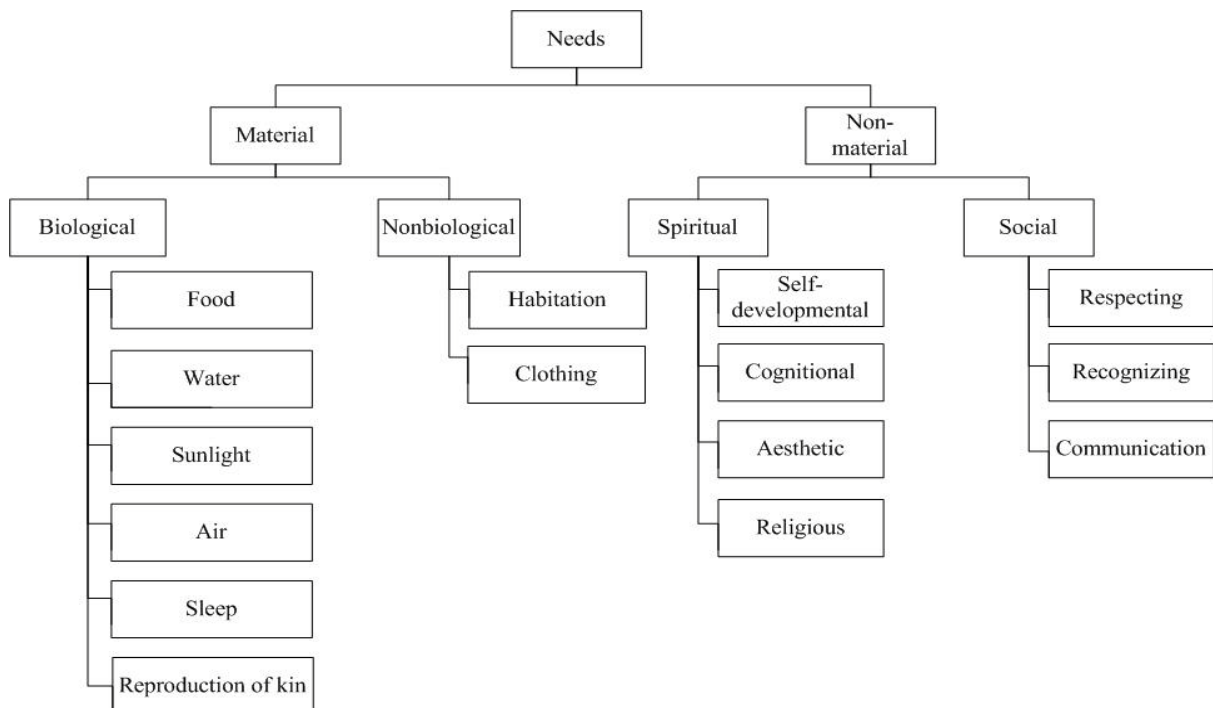 Needs
Material
Non-
material
Biological
Nonbiological
Spiritual
Social
Food
Water
Sunlight
Air
Sleep
Reproduction of kin
Habitation
Clothing
Self-
developmental
Cognitional
Aesthetic
Religious
Respecting
Recognizing
Communication